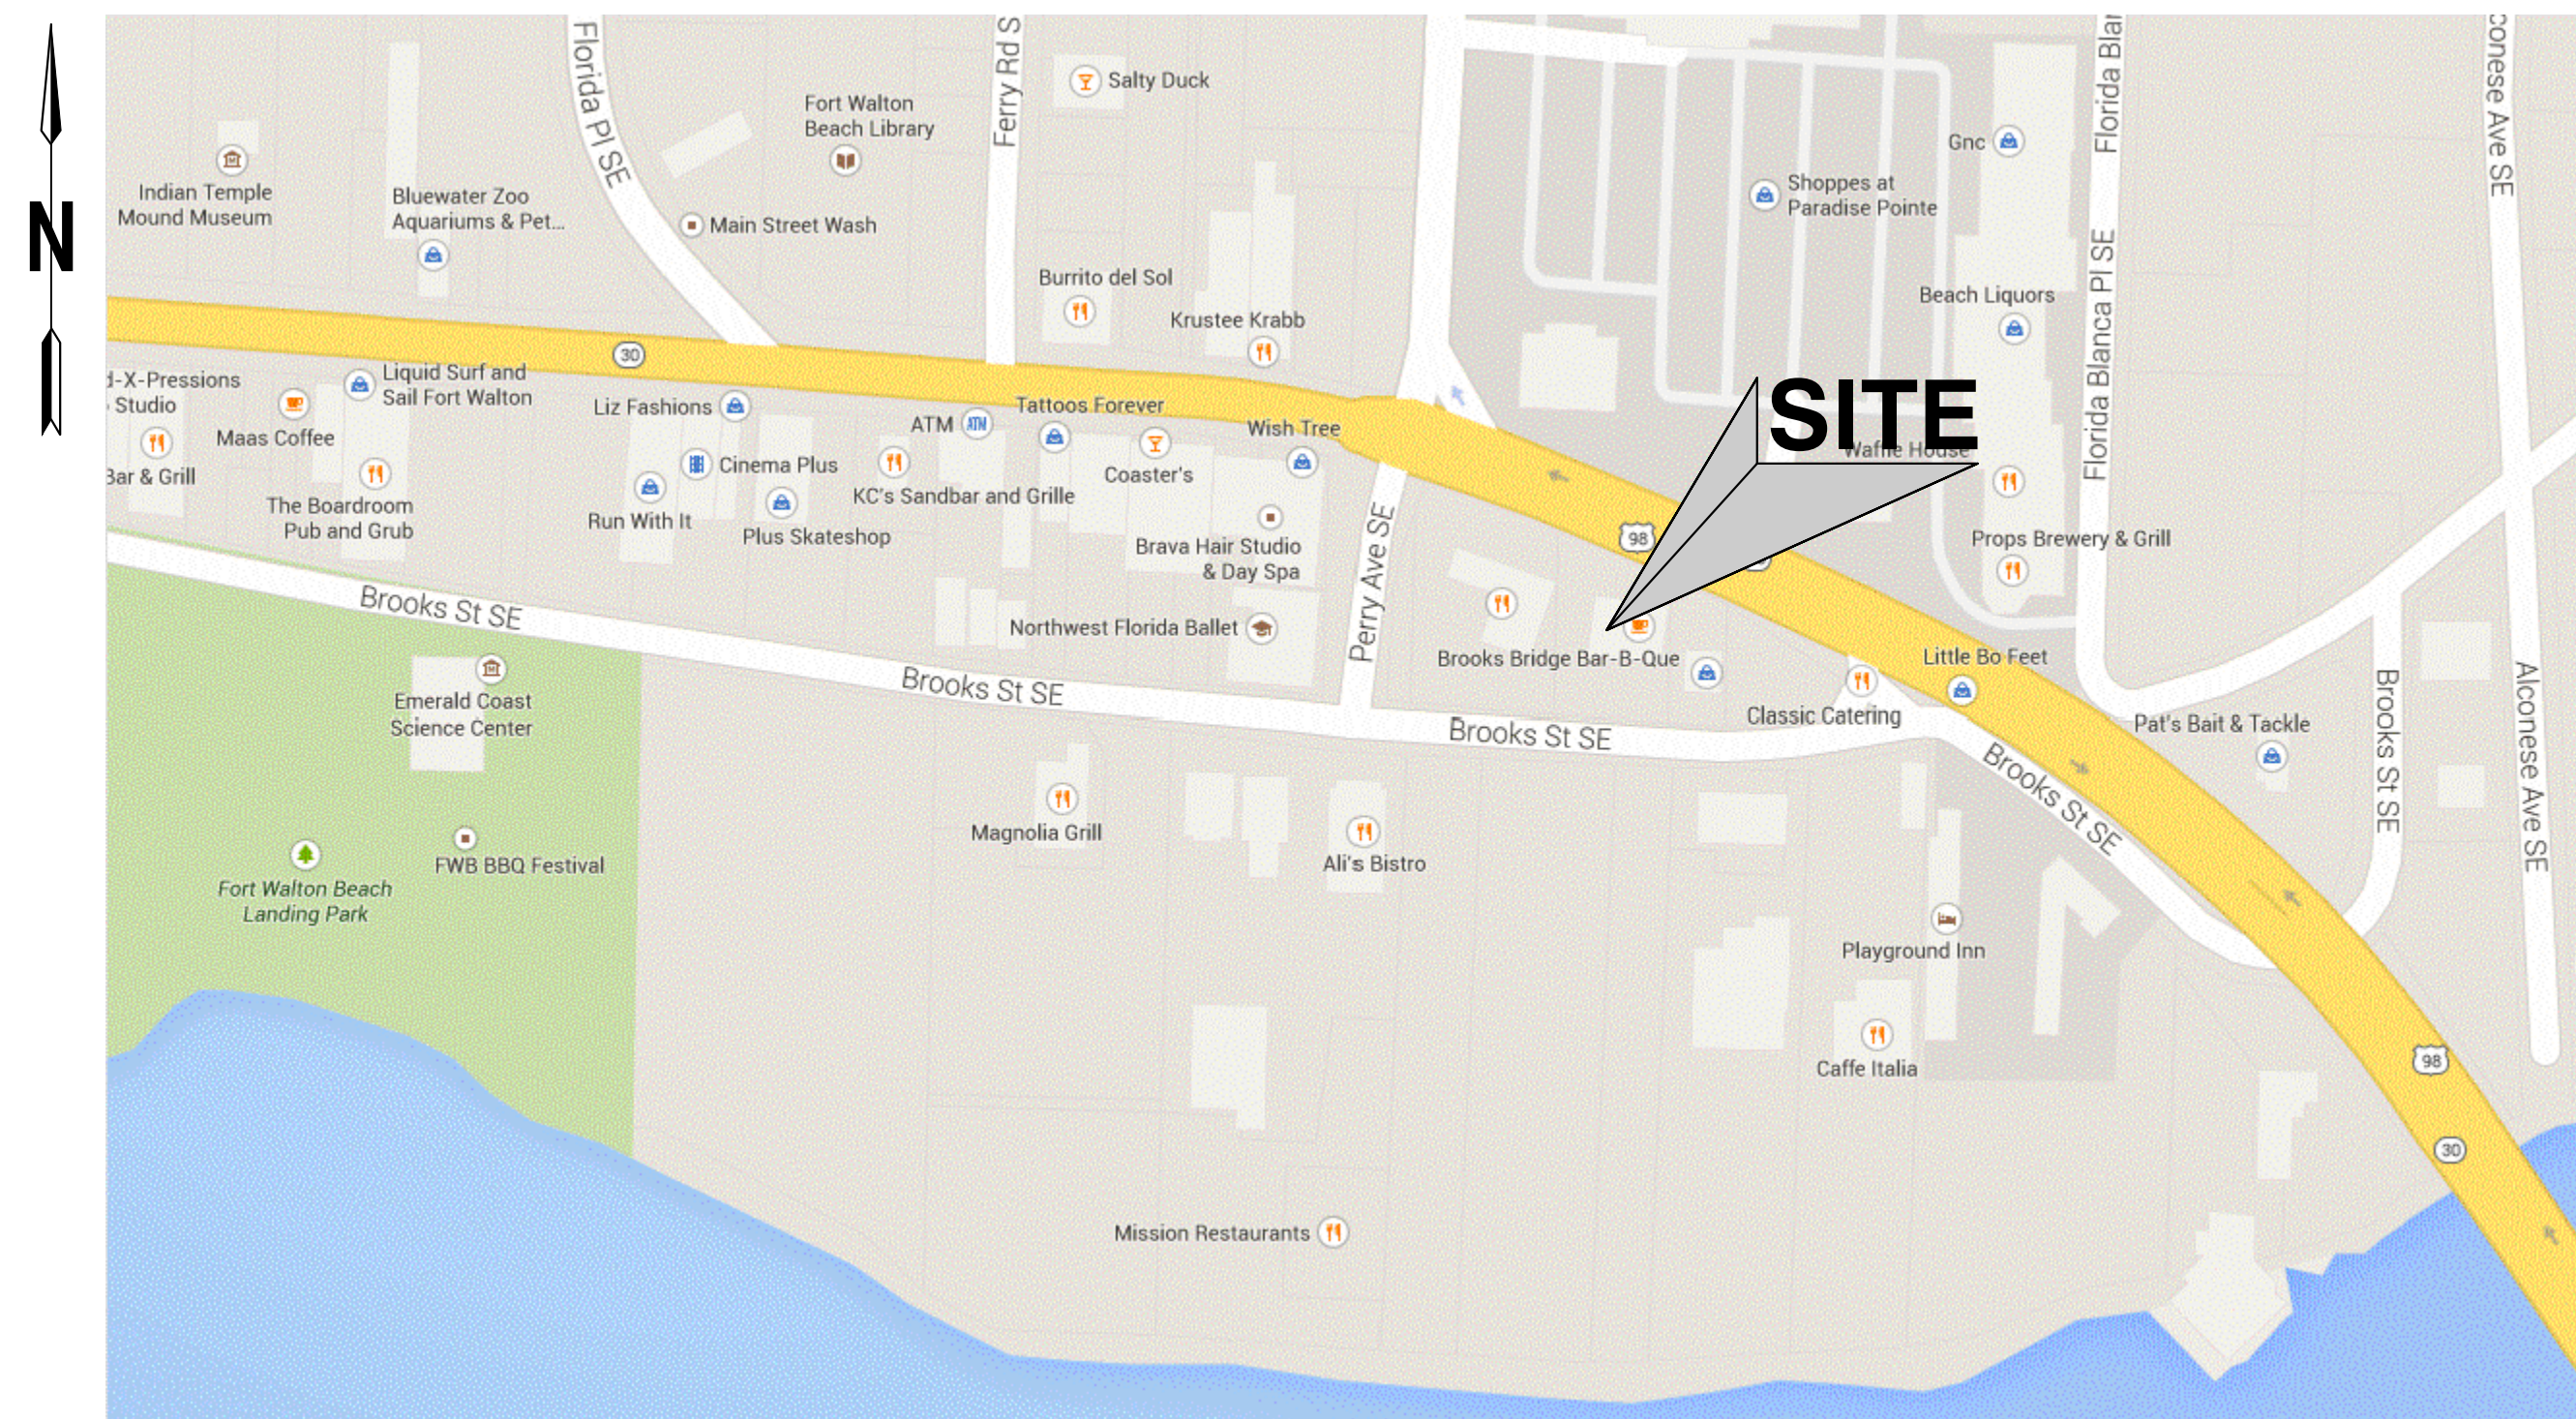 N
Florida Pl SE
Ferry Rd S
Salty Duck
Fort Walton
Beach Library
Indian Temple
Mound Museum
Bluewater Zoo
Aquariums & Pet...
Main Street Wash
Burrito del Sol
Krustee Krabb
Gnc
Shoppes at
Paradise Pointe
Beach Liquors
Florida Blan
Florida Blanca Pl SE
conese Ave SE
30
d-X-Pressions
Studio
Bar & Grill
Maas Coffee
Liquid Surf and
Sail Fort Walton
The Boardroom
Pub and Grub
Liz Fashions
Cinema Plus
Run With It
Plus Skateshop
ATM
ATM
KC's Sandbar and Grille
Tattoos Forever
Coaster's
Wish Tree
Brava Hair Studio
& Day Spa
Northwest Florida Ballet
Perry Ave SE
SITE
Waffle House
98
Props Brewery & Grill
Brooks Bridge Bar-B-Que
Little Bo Feet
Classic Catering
Pat's Bait & Tackle
Brooks St SE
Brooks St SE
Brooks St SE
Brooks St SE
Brooks St SE
Alconese Ave SE
Emerald Coast
Science Center
FWB BBQ Festival
Fort Walton Beach
Landing Park
Magnolia Grill
Ali's Bistro
Playground Inn
Caffe Italia
Mission Restaurants
98
30